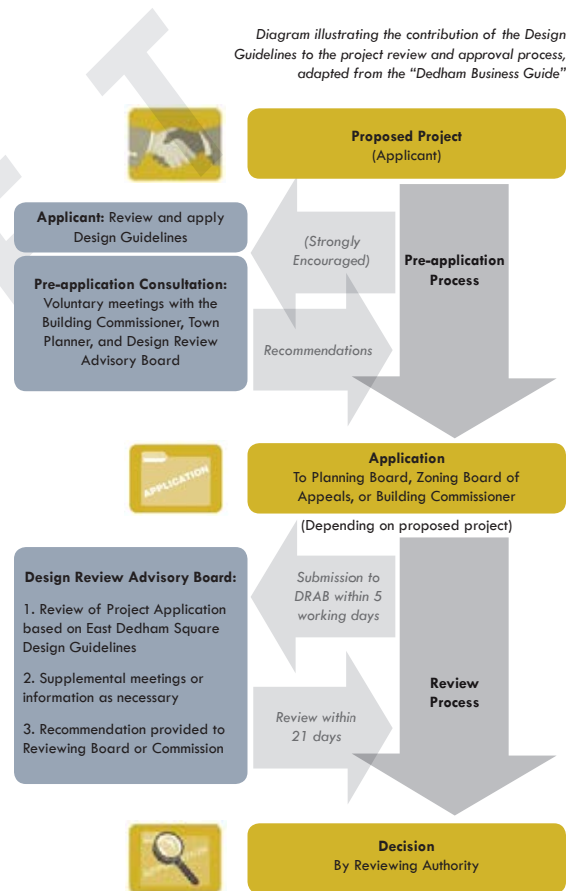 Diagram illustrating the contribution of the Design
Guidelines to the project review and approval process,
adapted from the “Dedham Business Guide”
Proposed Project
(Applicant)
Applicant: Review and apply
Design Guidelines
(Strongly
Encouraged)
Pre-application
Process
Pre-application Consultation:
Voluntary meetings with the
Building Commissioner, Town
Planner, and Design Review
Advisory Board
Recommendations
APPLICATION
Application
To Planning Board, Zoning Board of
Appeals, or Building Commissioner
(Depending on proposed project)
Design Review Advisory Board:
1. Review of Project Application
based on East Dedham Square
Design Guidelines
2. Supplemental meetings or
information as necessary
3. Recommendation provided to
Reviewing Board or Commission
Submission to
DRAB within 5
working days
Review within
21 days
Review
Process
Decision
By Reviewing Authority